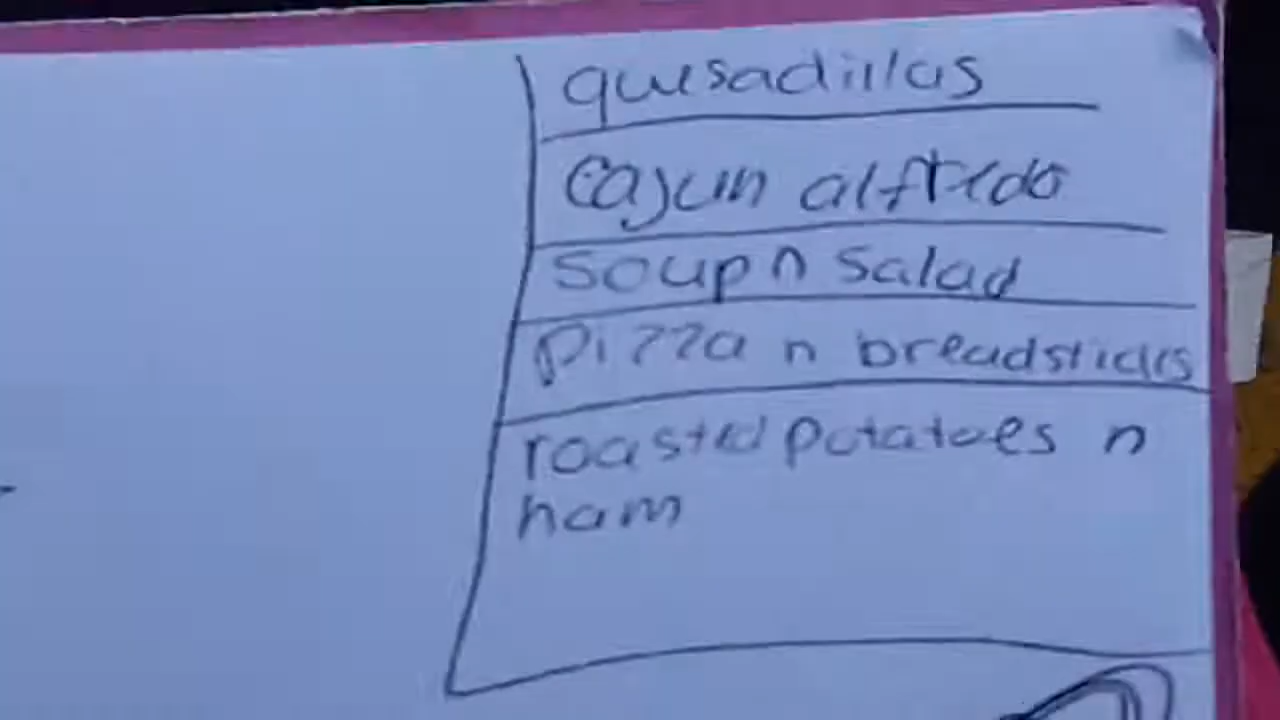 quesadillas
Cajun alfredo
Soup n Salad
Pizza n breadsticks
roasted potatoes n
ham